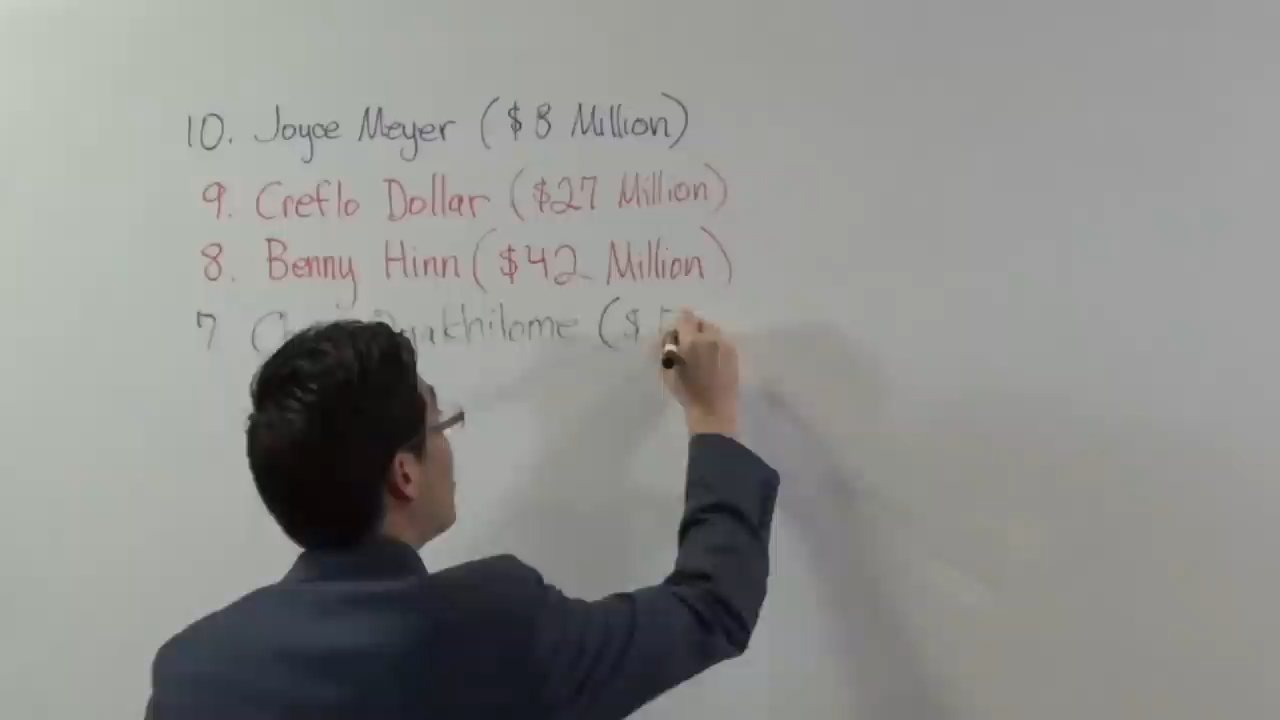 10. Joyce Meyer ($8 Million)
9. Creflo Dollar ($27 Million)
8. Benny Hinn ($42 Million)
7 ($